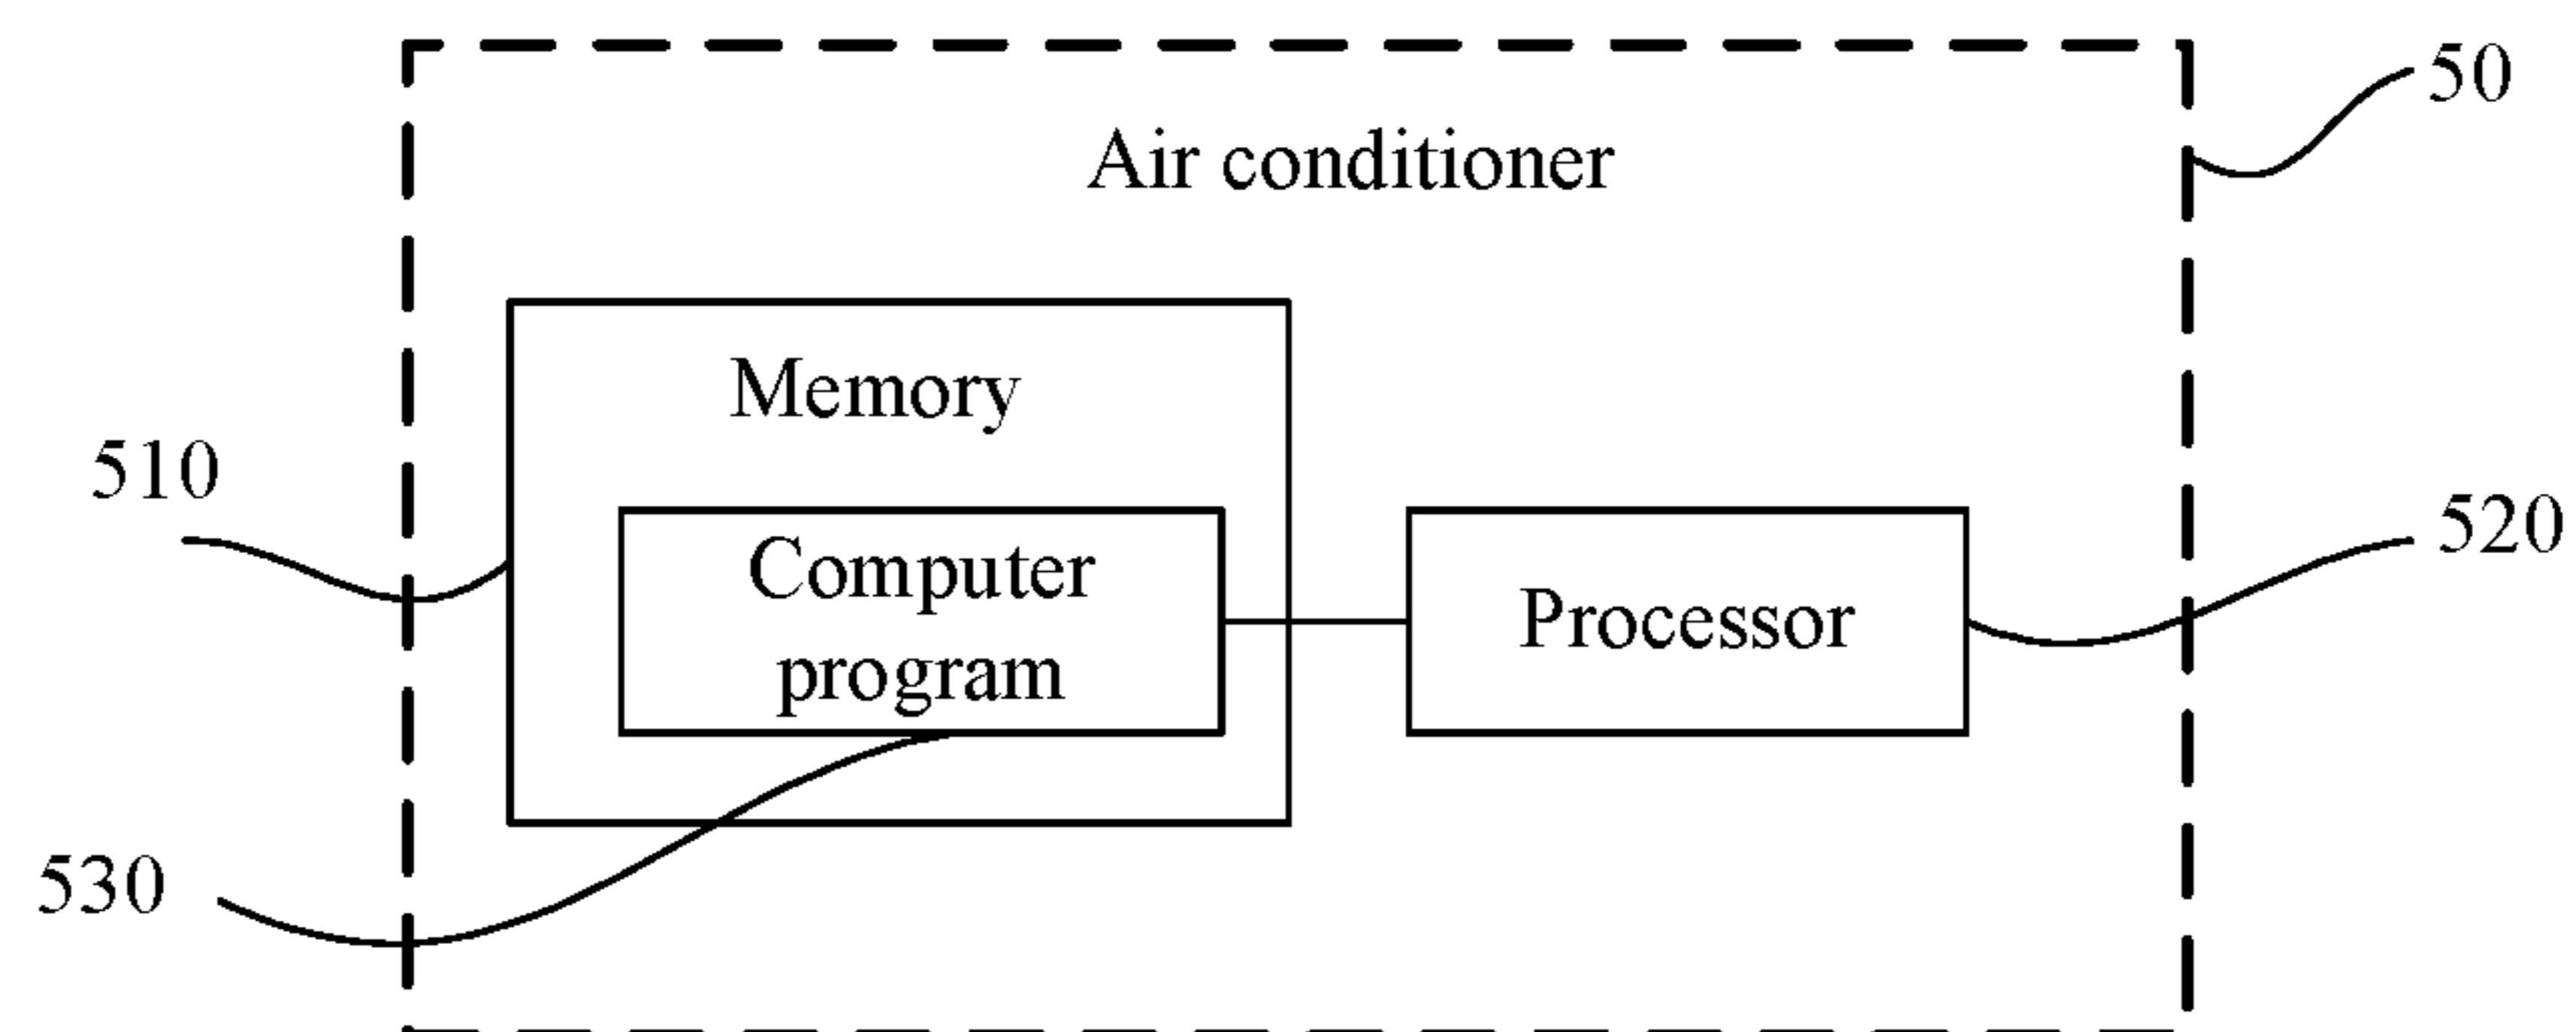 50
Air conditioner
Memory
510
Computer
program
Processor
520
530